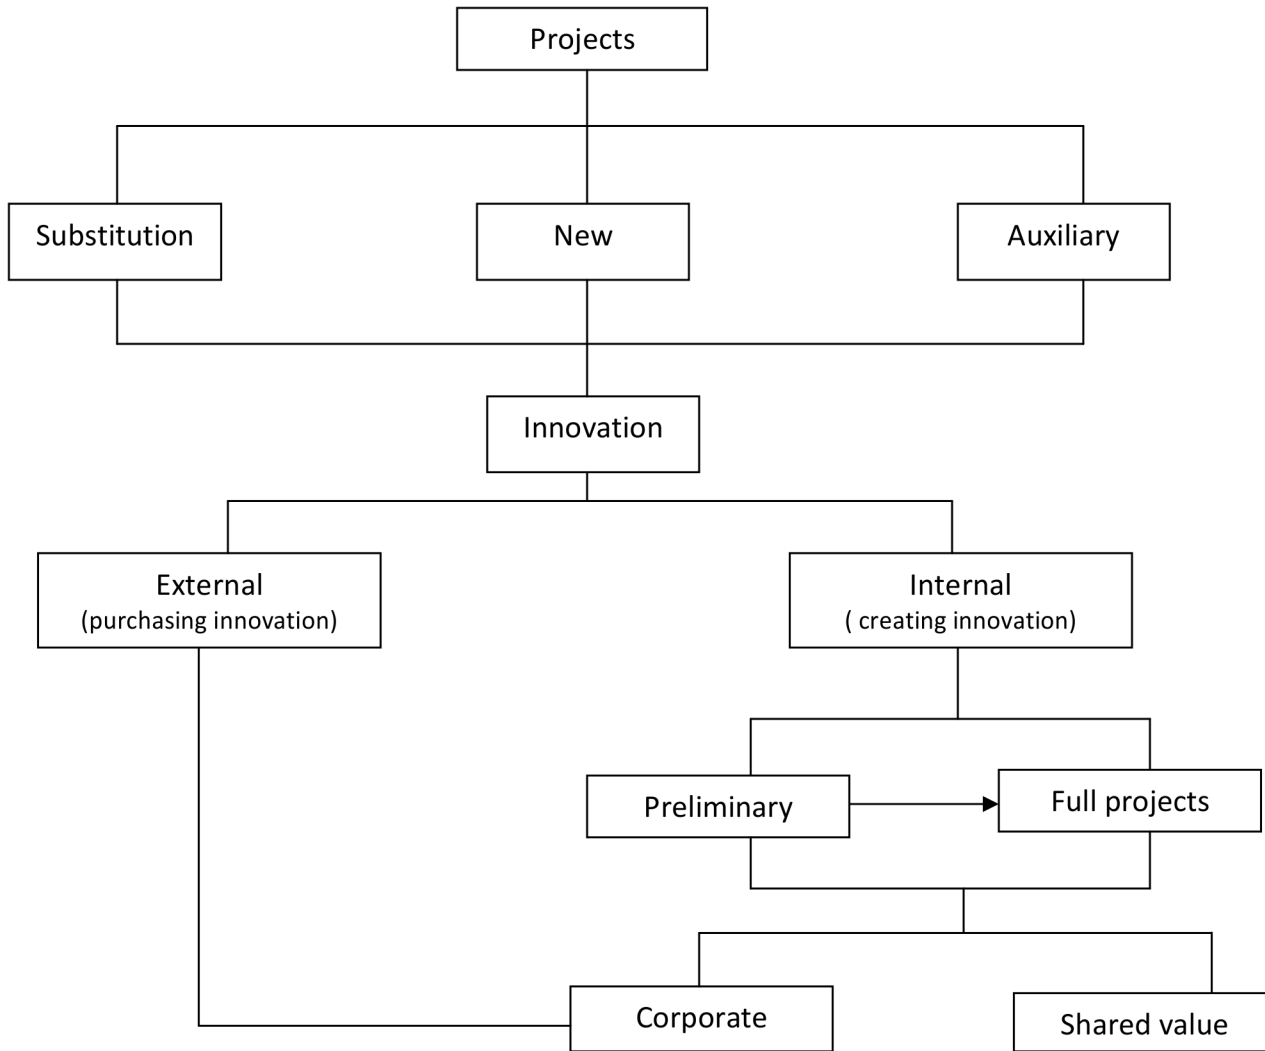 Projects
Substitution
New
Auxiliary
Innovation
External
(purchasing innovation)
Internal
( creating innovation)
Preliminary
Full projects
Corporate
Shared value